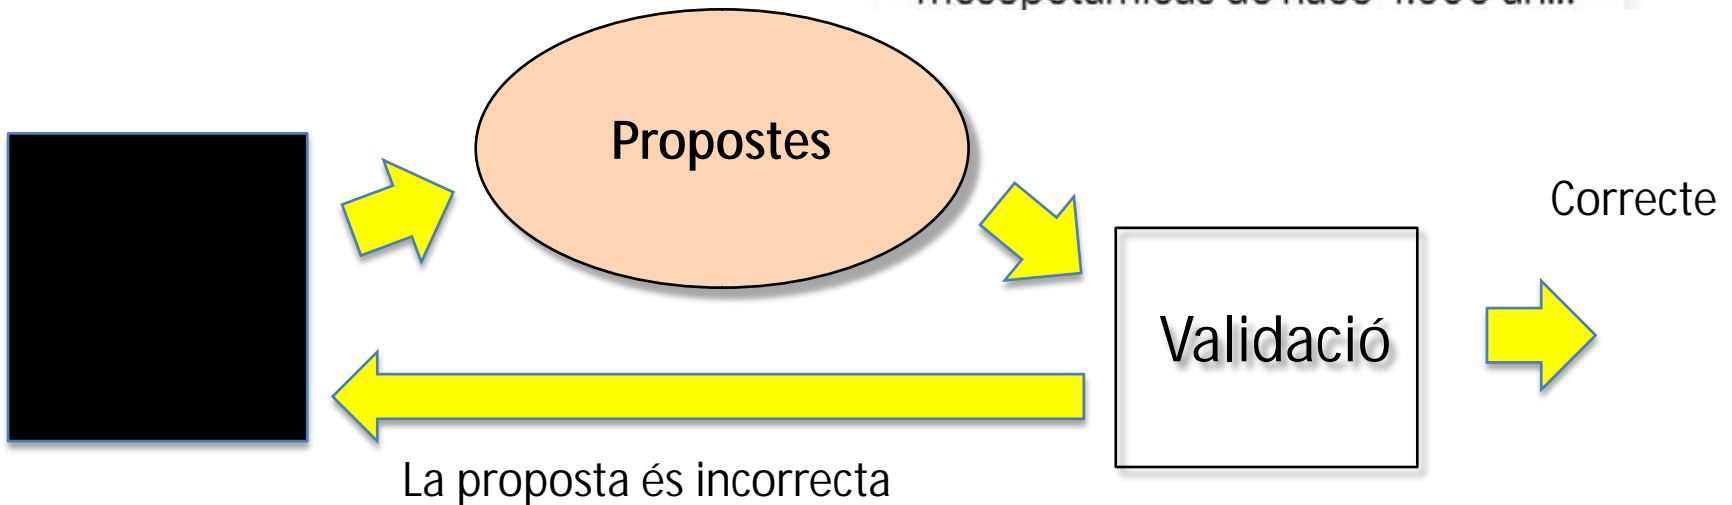 Propostes
Correcte
Validació
La proposta és incorrecta